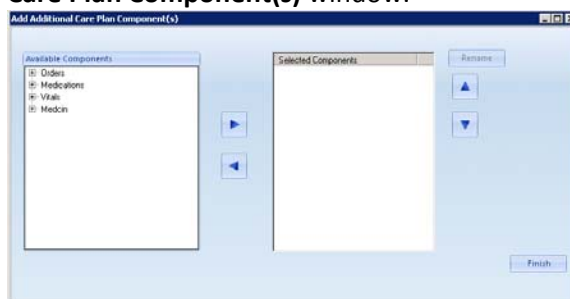 Care Plan Component(s) window.
Add Additional Care Plan Component(s)
Available Components
Orders
Medications
Vitals
Medcin
Selected Components
Rename
Finish